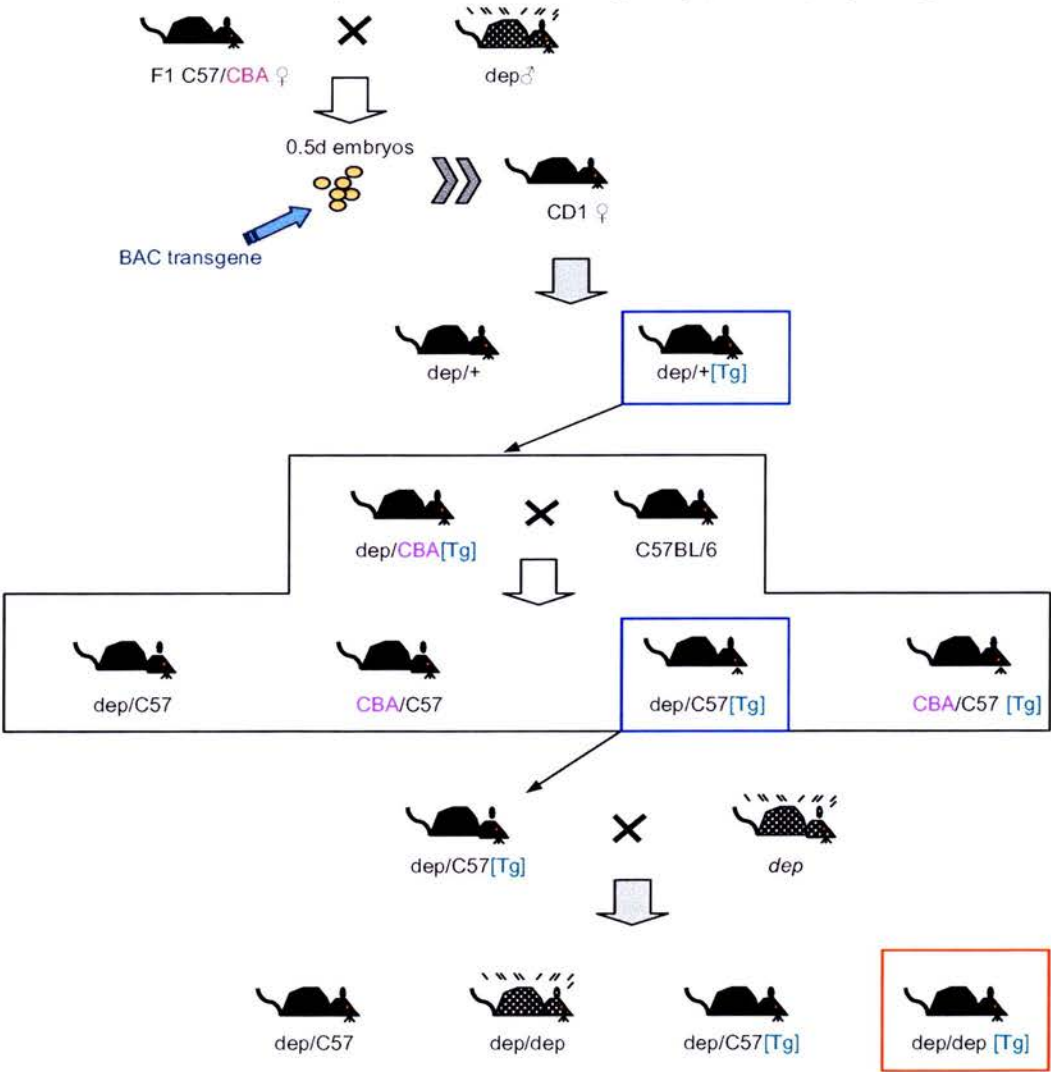 F1 C57/CBA ♀
dep♂
0.5d embryos
CD1 ♀
BAC transgene
dep/+
dep/+[Tg]
dep/CBA[Tg]
C57BL/6
dep/C57
CBA/C57
dep/C57[Tg]
CBA/C57 [Tg]
dep/C57[Tg]
dep
dep/C57
dep/dep
dep/C57[Tg]
dep/dep [Tg]